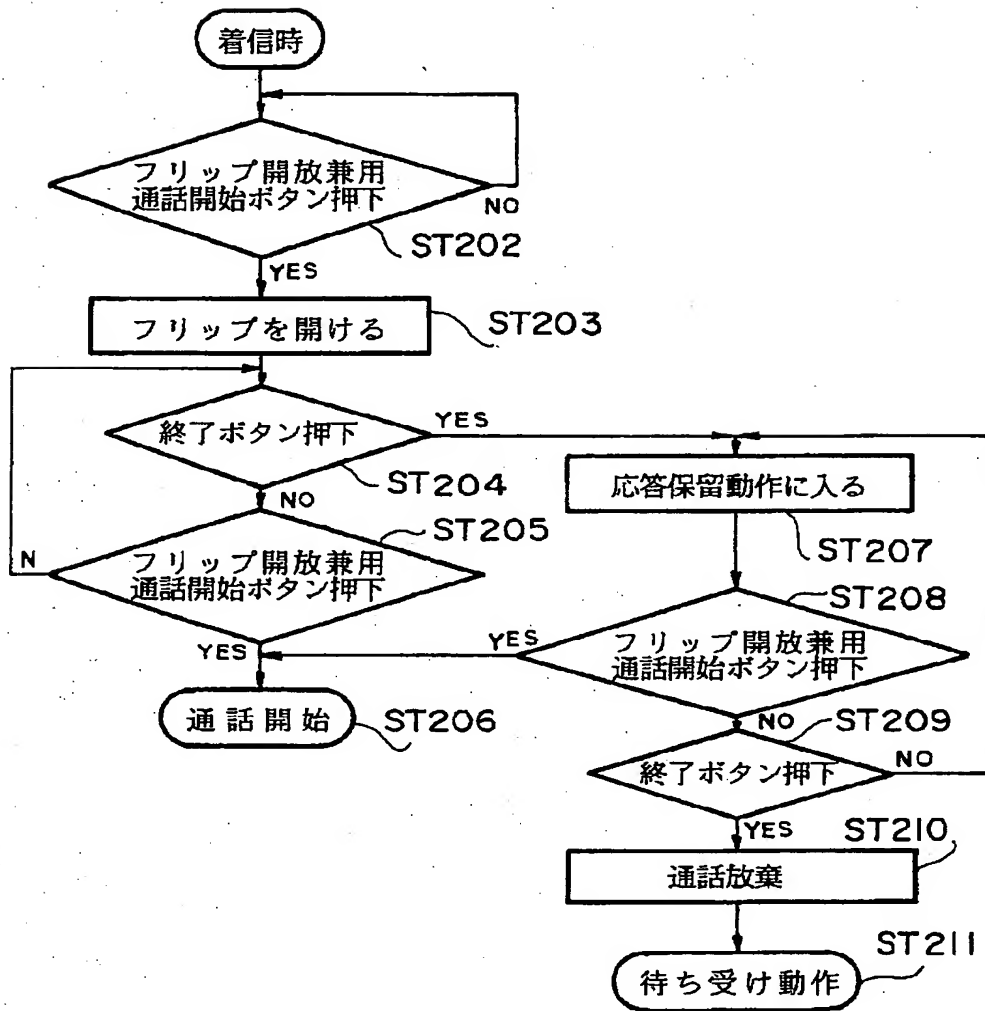 着信時
フリップ開放兼用
通話開始ボタン押下
NO
ST202
YES
フリップを開ける
ST203
終了ボタン押下
YES
ST204
NO
フリップ開放兼用
通話開始ボタン押下
ST205
N
YES
通話開始
ST206
応答保留動作に入る
ST207
フリップ開放兼用
通話開始ボタン押下
ST208
YES
NO
終了ボタン押下
ST209
NO
YES
通話放棄
ST210
待ち受け動作
ST211